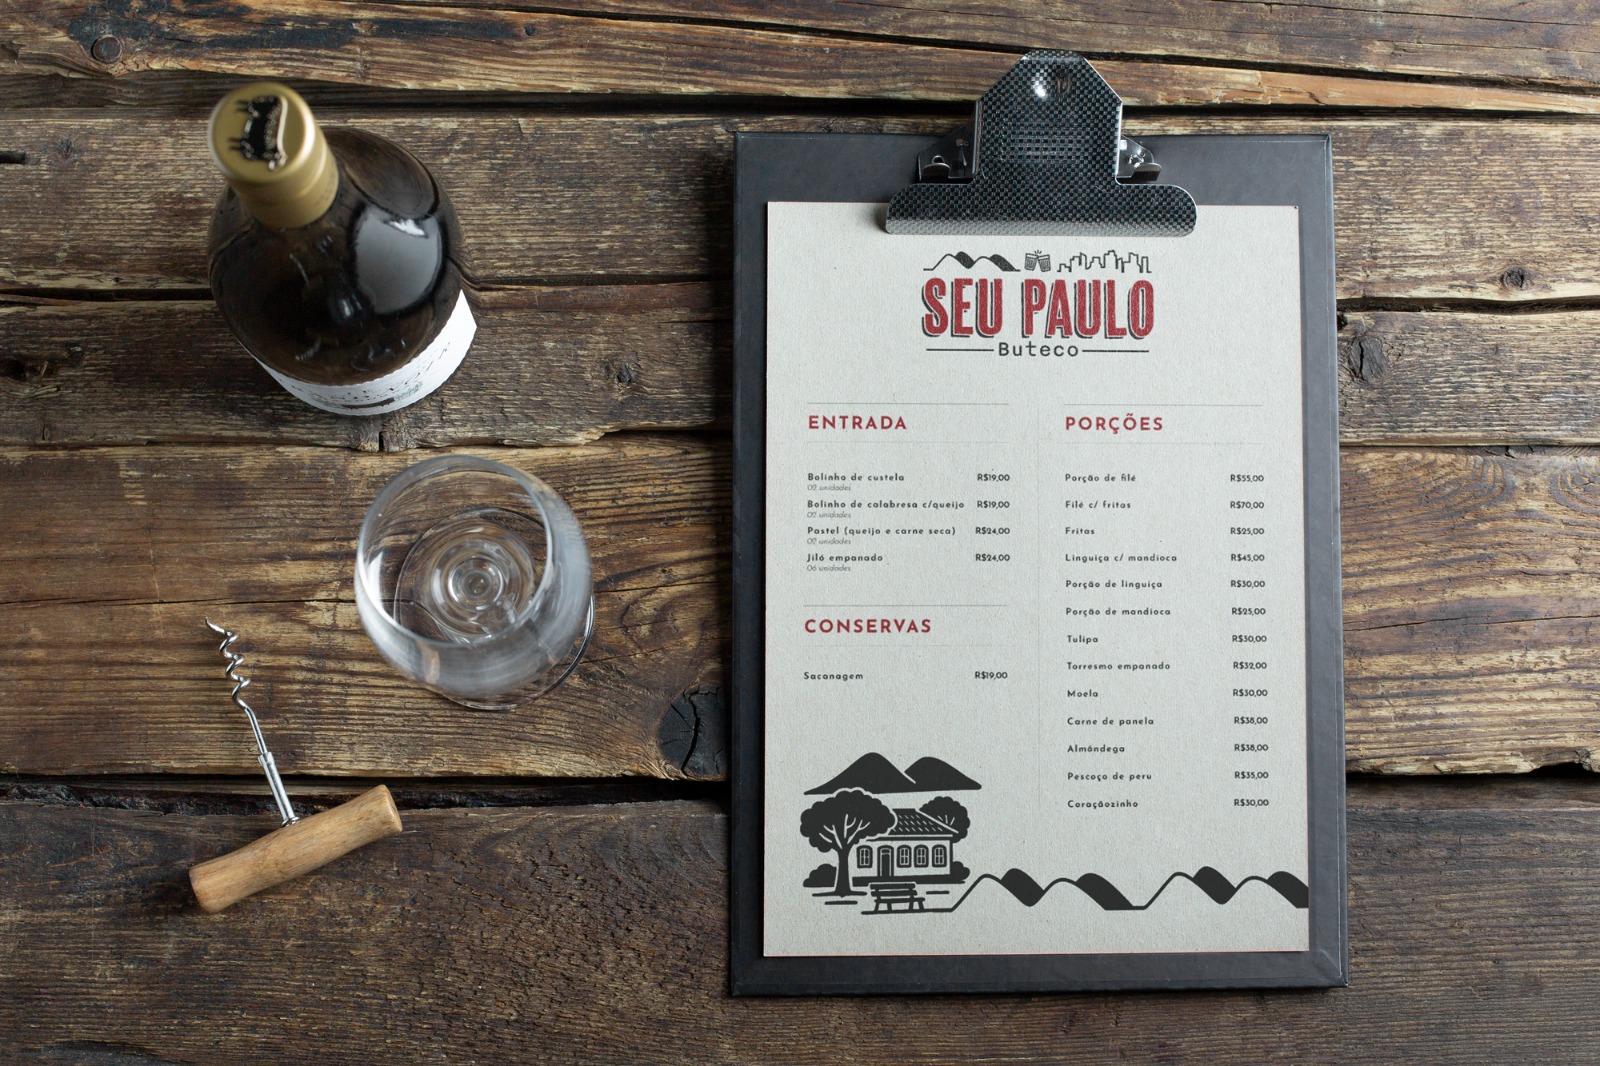 SEU PAULO
Buteco
ENTRADA
Bolinho de custela R$19,00
02 unidades
Bolinho de calabresa c/queijo R$19,00
02 unidades
Pastel (queijo e carne seca) R$24,00
02 unidades
Jiló empanado R$24,00
06 unidades
CONSERVAS
Sacanagem R$19,00
PORÇÕES
Porção de filé R$55,00
Filé c/ fritas R$70,00
Fritas R$25,00
Linguiça c/ mandioca R$45,00
Porção de linguiça R$30,00
Porção de mandioca R$25,00
Tulipa R$30,00
Torresmo empanado R$32,00
Moela R$30,00
Carne de panela R$38,00
Almôndega R$38,00
Pescoço de peru R$35,00
Coraçãozinho R$30,00